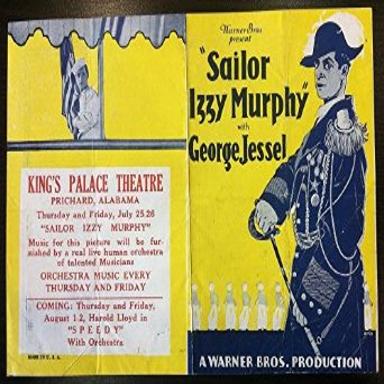 KING'S PALACE THEATRE
PRICHARD, ALABAMA
Thursday and Friday, July 25.26
"SAILOR IZZY MURPHY"
Music for this picture will be fur-
nished by a real live human orchestra
of talented Musicians
ORCHESTRA MUSIC EVERY
THURSDAY AND FRIDAY
COMING: Thursday and Friday,
August 1-2, Harold Lloyd in
"SPEEDY"
With Orchestra
Warner Bros
present
"Sailor
Izzy Murphy"
with
George Jessel
A WARNER BROS. PRODUCTION